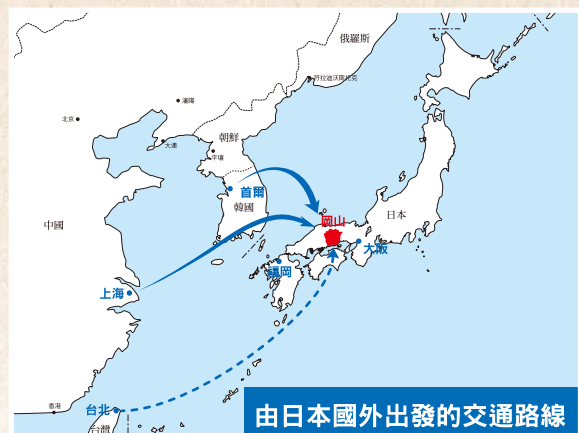 俄羅斯
符拉迪沃斯托克
瀋陽
北京
大連
朝鮮
平壤
首爾
韓國
中國
日本
岡山
大阪
福岡
上海
香港
台北
台灣
由日本國外出發的交通路線